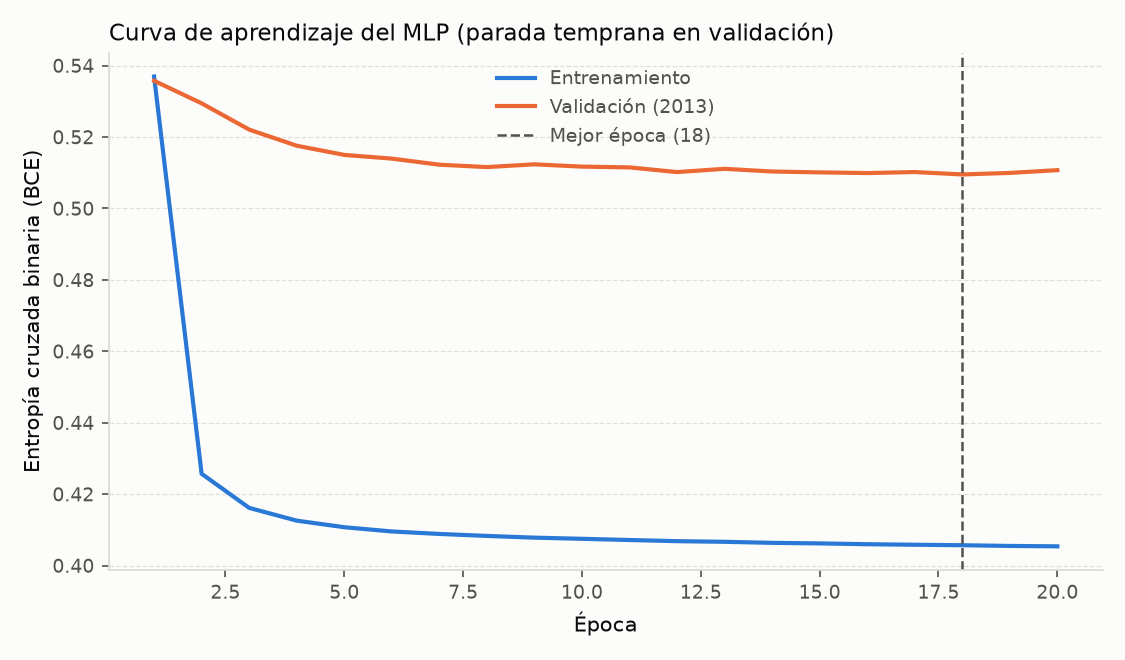 Curva de aprendizaje del MLP (parada temprana en validación)
Entrenamiento
Validación (2013)
Mejor época (18)
Entropía cruzada binaria (BCE)
0.54
0.52
0.50
0.48
0.46
0.44
0.42
0.40
2.5 5.0 7.5 10.0 12.5 15.0 17.5 20.0
Época